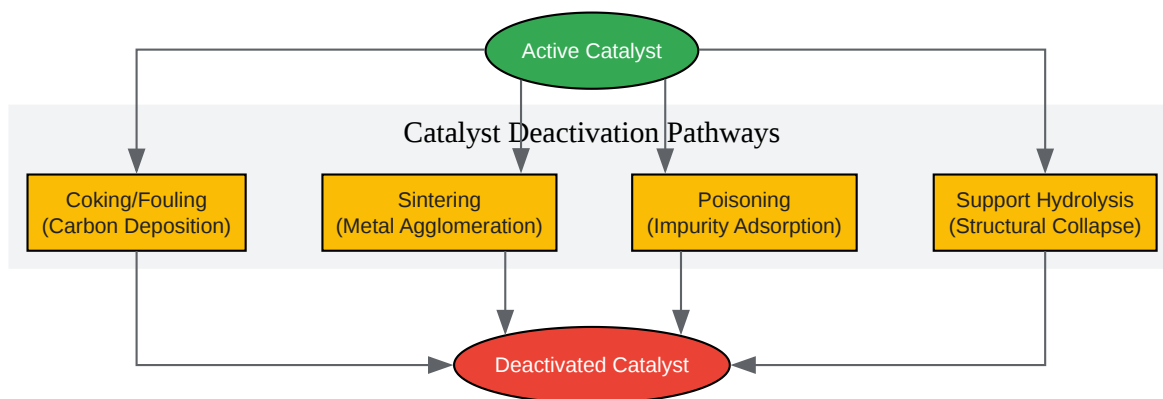 Active Catalyst
Catalyst Deactivation Pathways
Coking/Fouling
(Carbon Deposition)
Sintering
(Metal Agglomeration)
Poisoning
(Impurity Adsorption)
Support Hydrolysis
(Structural Collapse)
Deactivated Catalyst